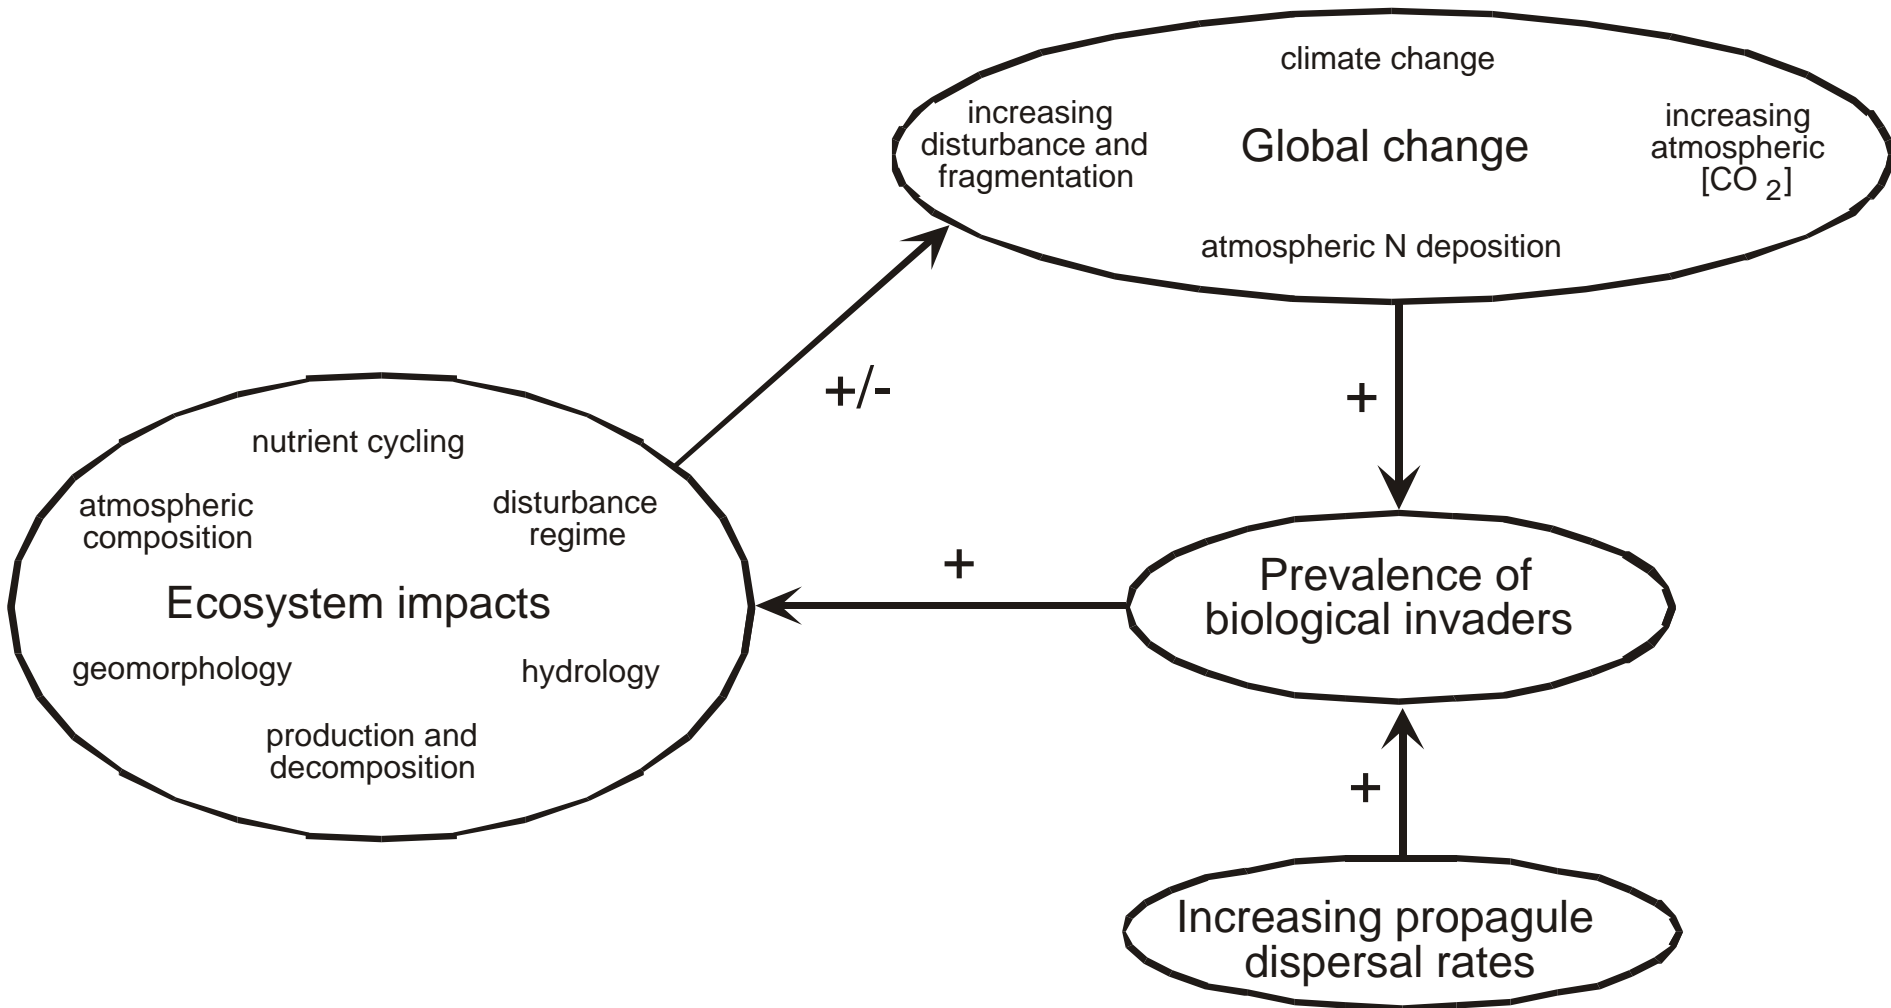 climate change
increasing
disturbance and
fragmentation
Global change
increasing
atmospheric
[CO 2]
atmospheric N deposition
+/-
+
nutrient cycling
atmospheric
composition
disturbance
regime
Ecosystem impacts
geomorphology
hydrology
production and
decomposition
+
Prevalence of
biological invaders
+
Increasing propagule
dispersal rates